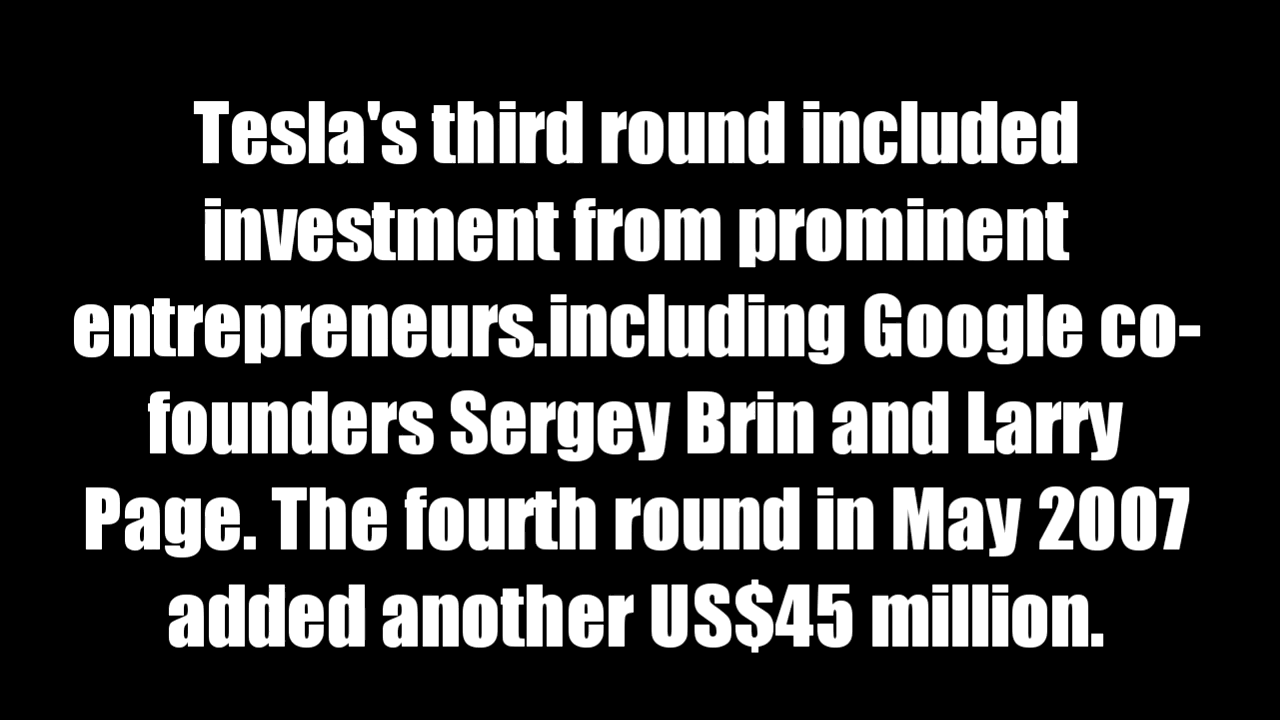 Tesla's third round included
investment from prominent
entrepreneurs.including Google co-
founders Sergey Brin and Larry
Page. The fourth round in May 2007
added another US$45 million.